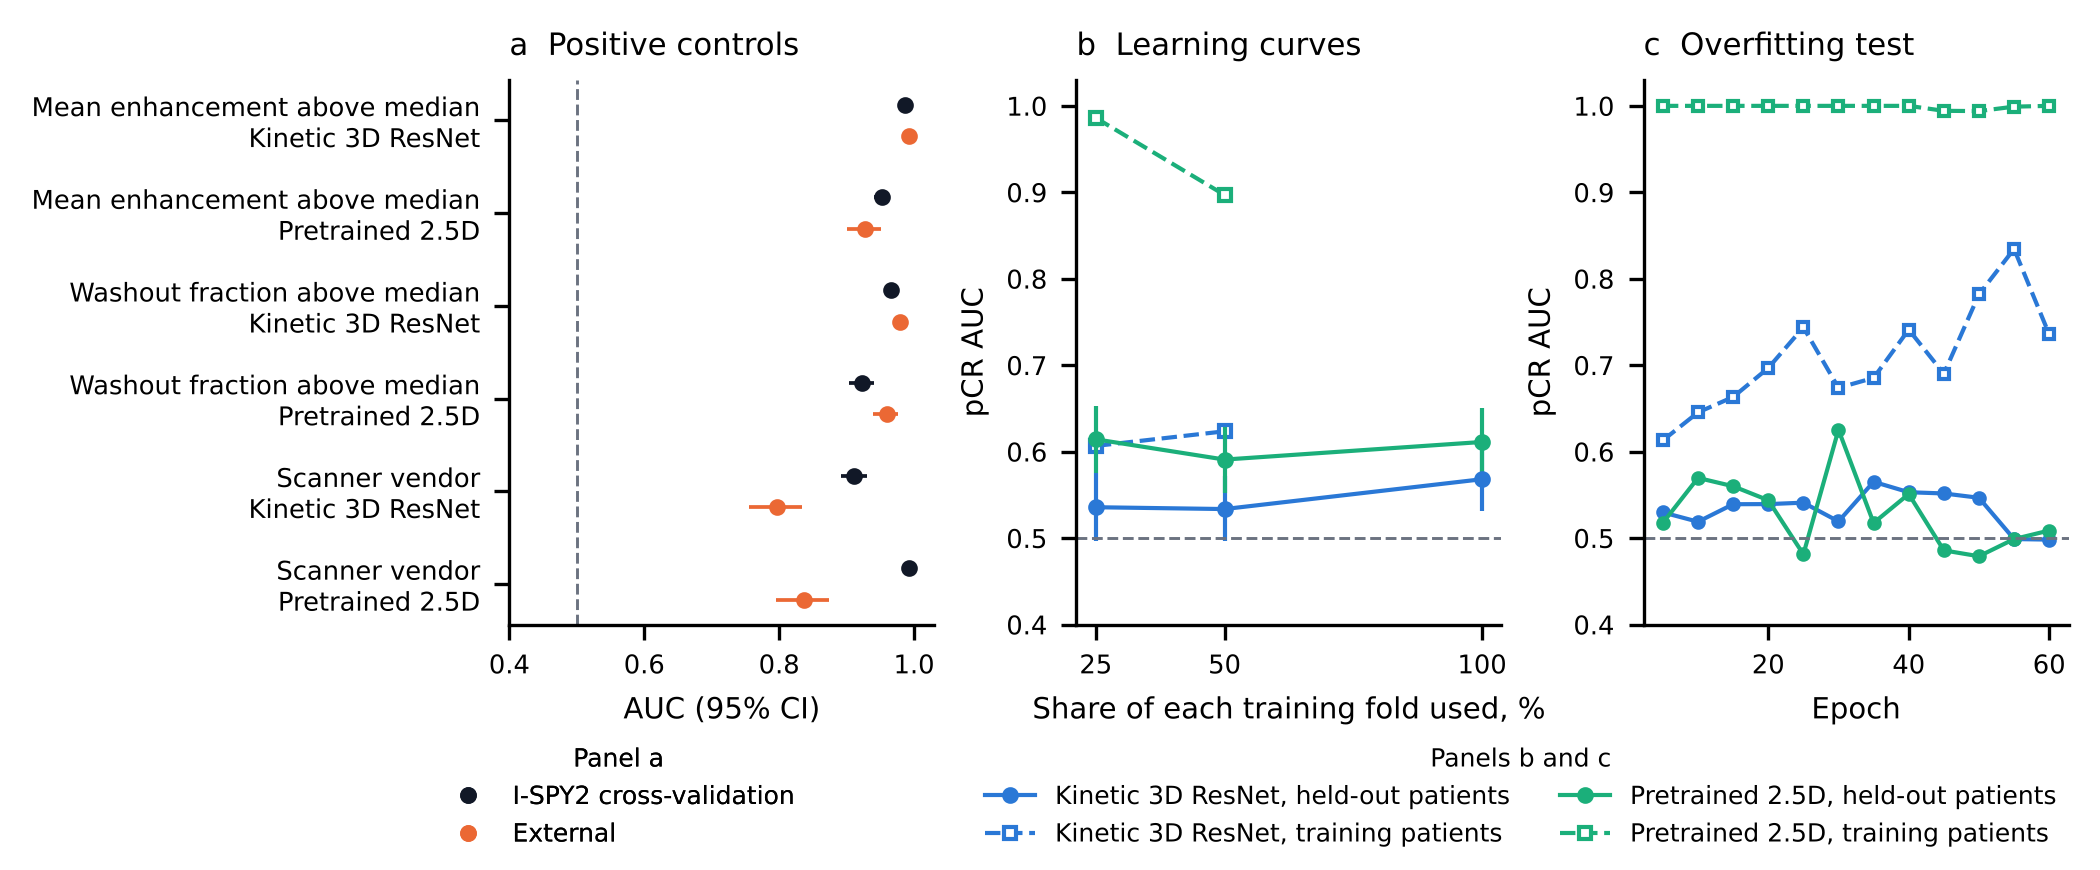 a Positive controls
Mean enhancement above median
Kinetic 3D ResNet
Mean enhancement above median
Pretrained 2.5D
Washout fraction above median
Kinetic 3D ResNet
Washout fraction above median
Pretrained 2.5D
Scanner vendor
Kinetic 3D ResNet
Scanner vendor
Pretrained 2.5D
0.4 0.6 0.8 1.0
AUC (95% CI)
b Learning curves
pCR AUC
1.0
0.9
0.8
0.7
0.6
0.5
0.4
25 50 100
Share of each training fold used, %
c Overfitting test
pCR AUC
1.0
0.9
0.8
0.7
0.6
0.5
0.4
20 40 60
Epoch
Panel a
I-SPY2 cross-validation
External
Panels b and c
Kinetic 3D ResNet, held-out patients
Kinetic 3D ResNet, training patients
Pretrained 2.5D, held-out patients
Pretrained 2.5D, training patients